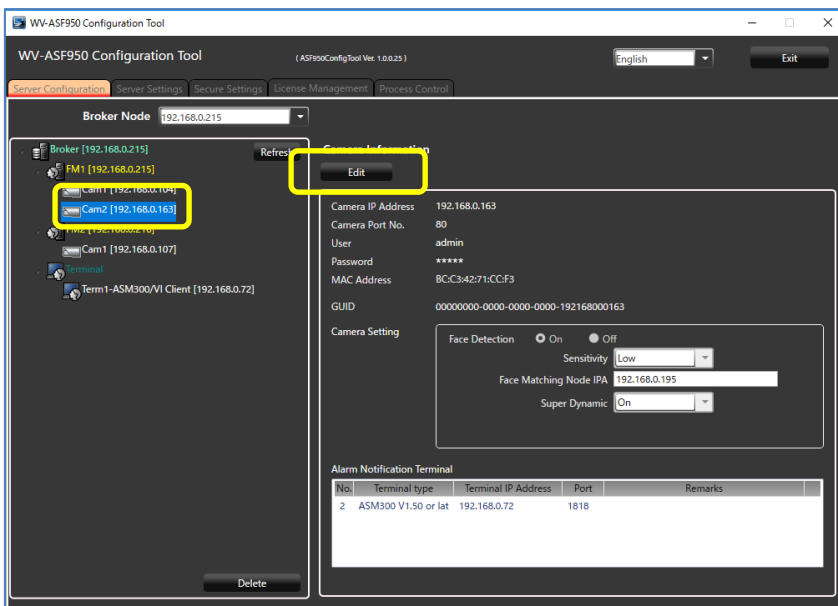 WV-ASF950 Configuration Tool
WV-ASF950 Configuration Tool
( ASF950ConfigTool Ver. 1.0.0.25 )
English
Exit
Server Configuration
Server Settings
Secure Settings
License Management
Process Control
Broker Node
192.168.0.215
Refresh
Broker [192.168.0.215]
FM1 [192.168.0.215]
Cam1 [192.168.0.104]
Cam2 [192.168.0.163]
FM2 [192.168.0.216]
Cam1 [192.168.0.107]
Terminal
Term1-ASM300/VI Client [192.168.0.72]
Delete
Camera Information
Edit
Camera IP Address 192.168.0.163
Camera Port No. 80
User admin
Password *****
MAC Address BC:C3:42:71:CC:F3
GUID 00000000-0000-0000-0000-192168000163
Camera Setting
Face Detection On Off
Sensitivity Low
Face Matching Node IPA 192.168.0.195
Super Dynamic On
Alarm Notification Terminal
No. Terminal type Terminal IP Address Port Remarks
2 ASM300 V1.50 or lat 192.168.0.72 1818